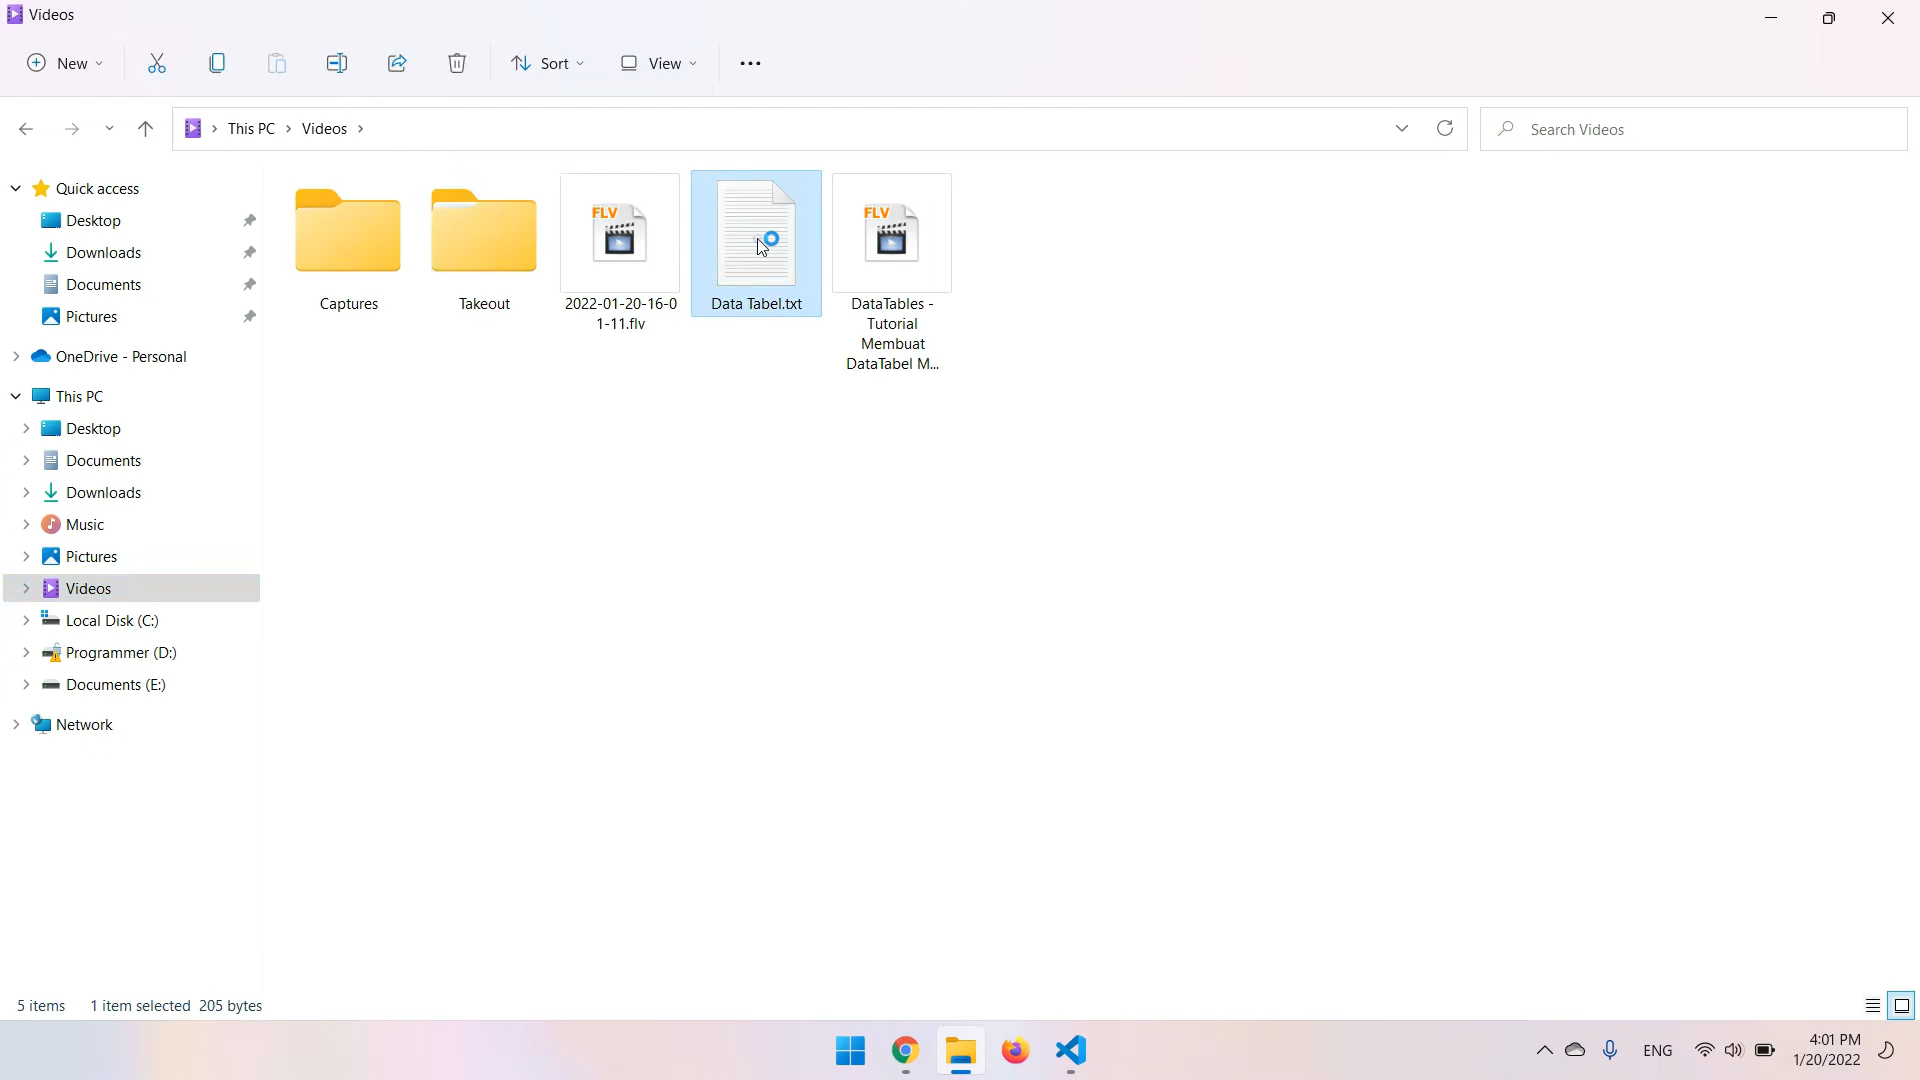 Videos
New
Sort
View
This PC
Videos
Search Videos
Quick access
Desktop
Downloads
Documents
Pictures
OneDrive - Personal
This PC
Desktop
Documents
Downloads
Music
Pictures
Videos
Local Disk (C:)
Programmer (D:)
Documents (E:)
Network
Captures
Takeout
FLV
2022-01-20-16-0
1-11.flv
Data Tabel.txt
FLV
DataTables -
Tutorial
Membuat
DataTabel M...
5 items
1 item selected 205 bytes
ENG
4:01 PM
1/20/2022